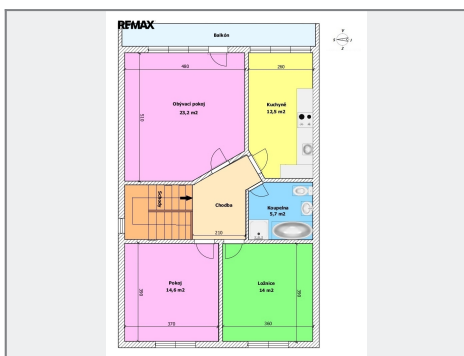 RE/MAX
Balkón
V
S
J
Z
480
250
Obývací pokoj
23,2 m2
Kuchyně
12,5 m2
510
Schody
Chodba
Koupelna
5,7 m2
210
Pokoj
14,6 m2
Ložnice
14 m2
390
390
370
360